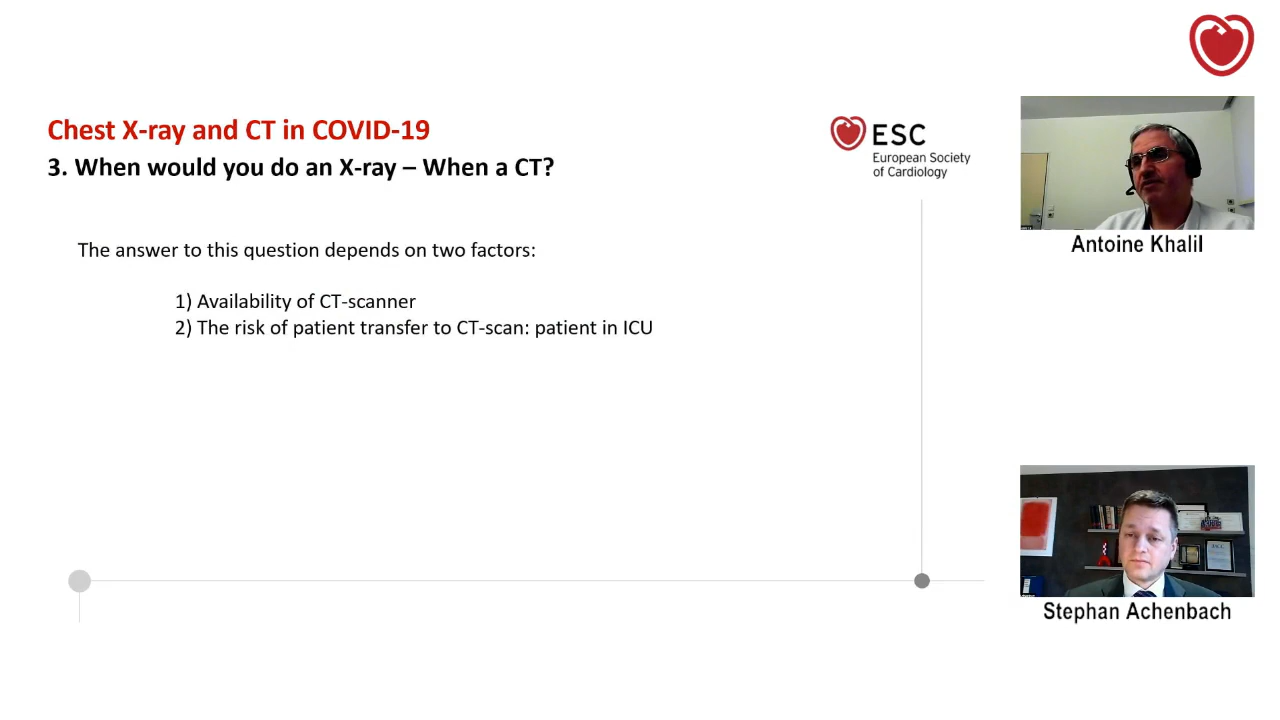 Chest X-ray and CT in COVID-19
3. When would you do an X-ray – When a CT?
ESC
European Society
of Cardiology
The answer to this question depends on two factors:
1) Availability of CT-scanner
2) The risk of patient transfer to CT-scan: patient in ICU
Antoine Khalil
Stephan Achenbach